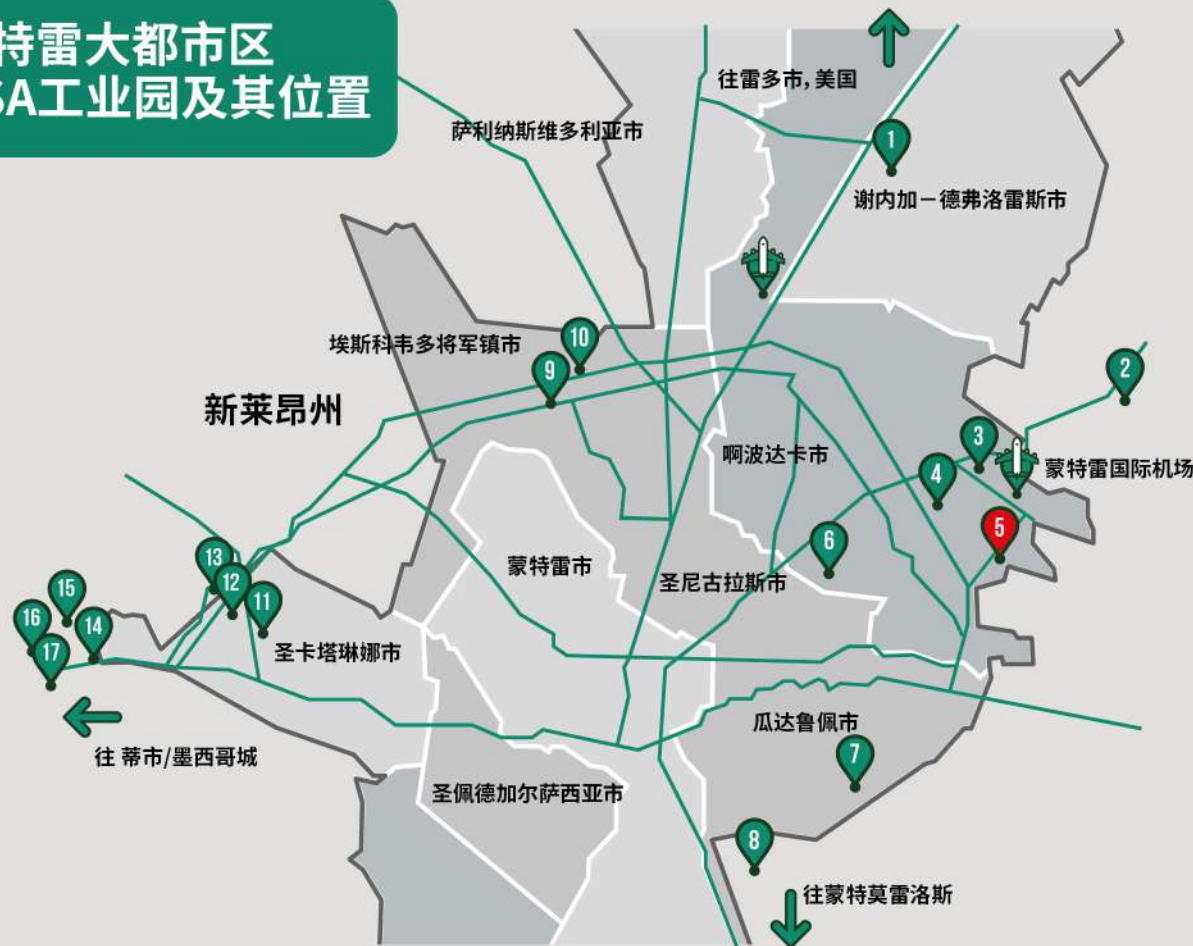 特雷大都市区
SA工业园及其位置
往雷多市, 美国
萨利纳斯维多利亚市
1
谢内加－德弗洛雷斯市
埃斯科韦多将军镇市
10
9
2
新莱昂州
3
啊波达卡市
4
蒙特雷国际机场
5
6
13
12
11
蒙特雷市
圣尼古拉斯市
15
16
14
17
圣卡塔琳娜市
瓜达鲁佩市
7
往 蒂市/墨西哥城
圣佩德加尔萨西亚市
8
往蒙特莫雷洛斯